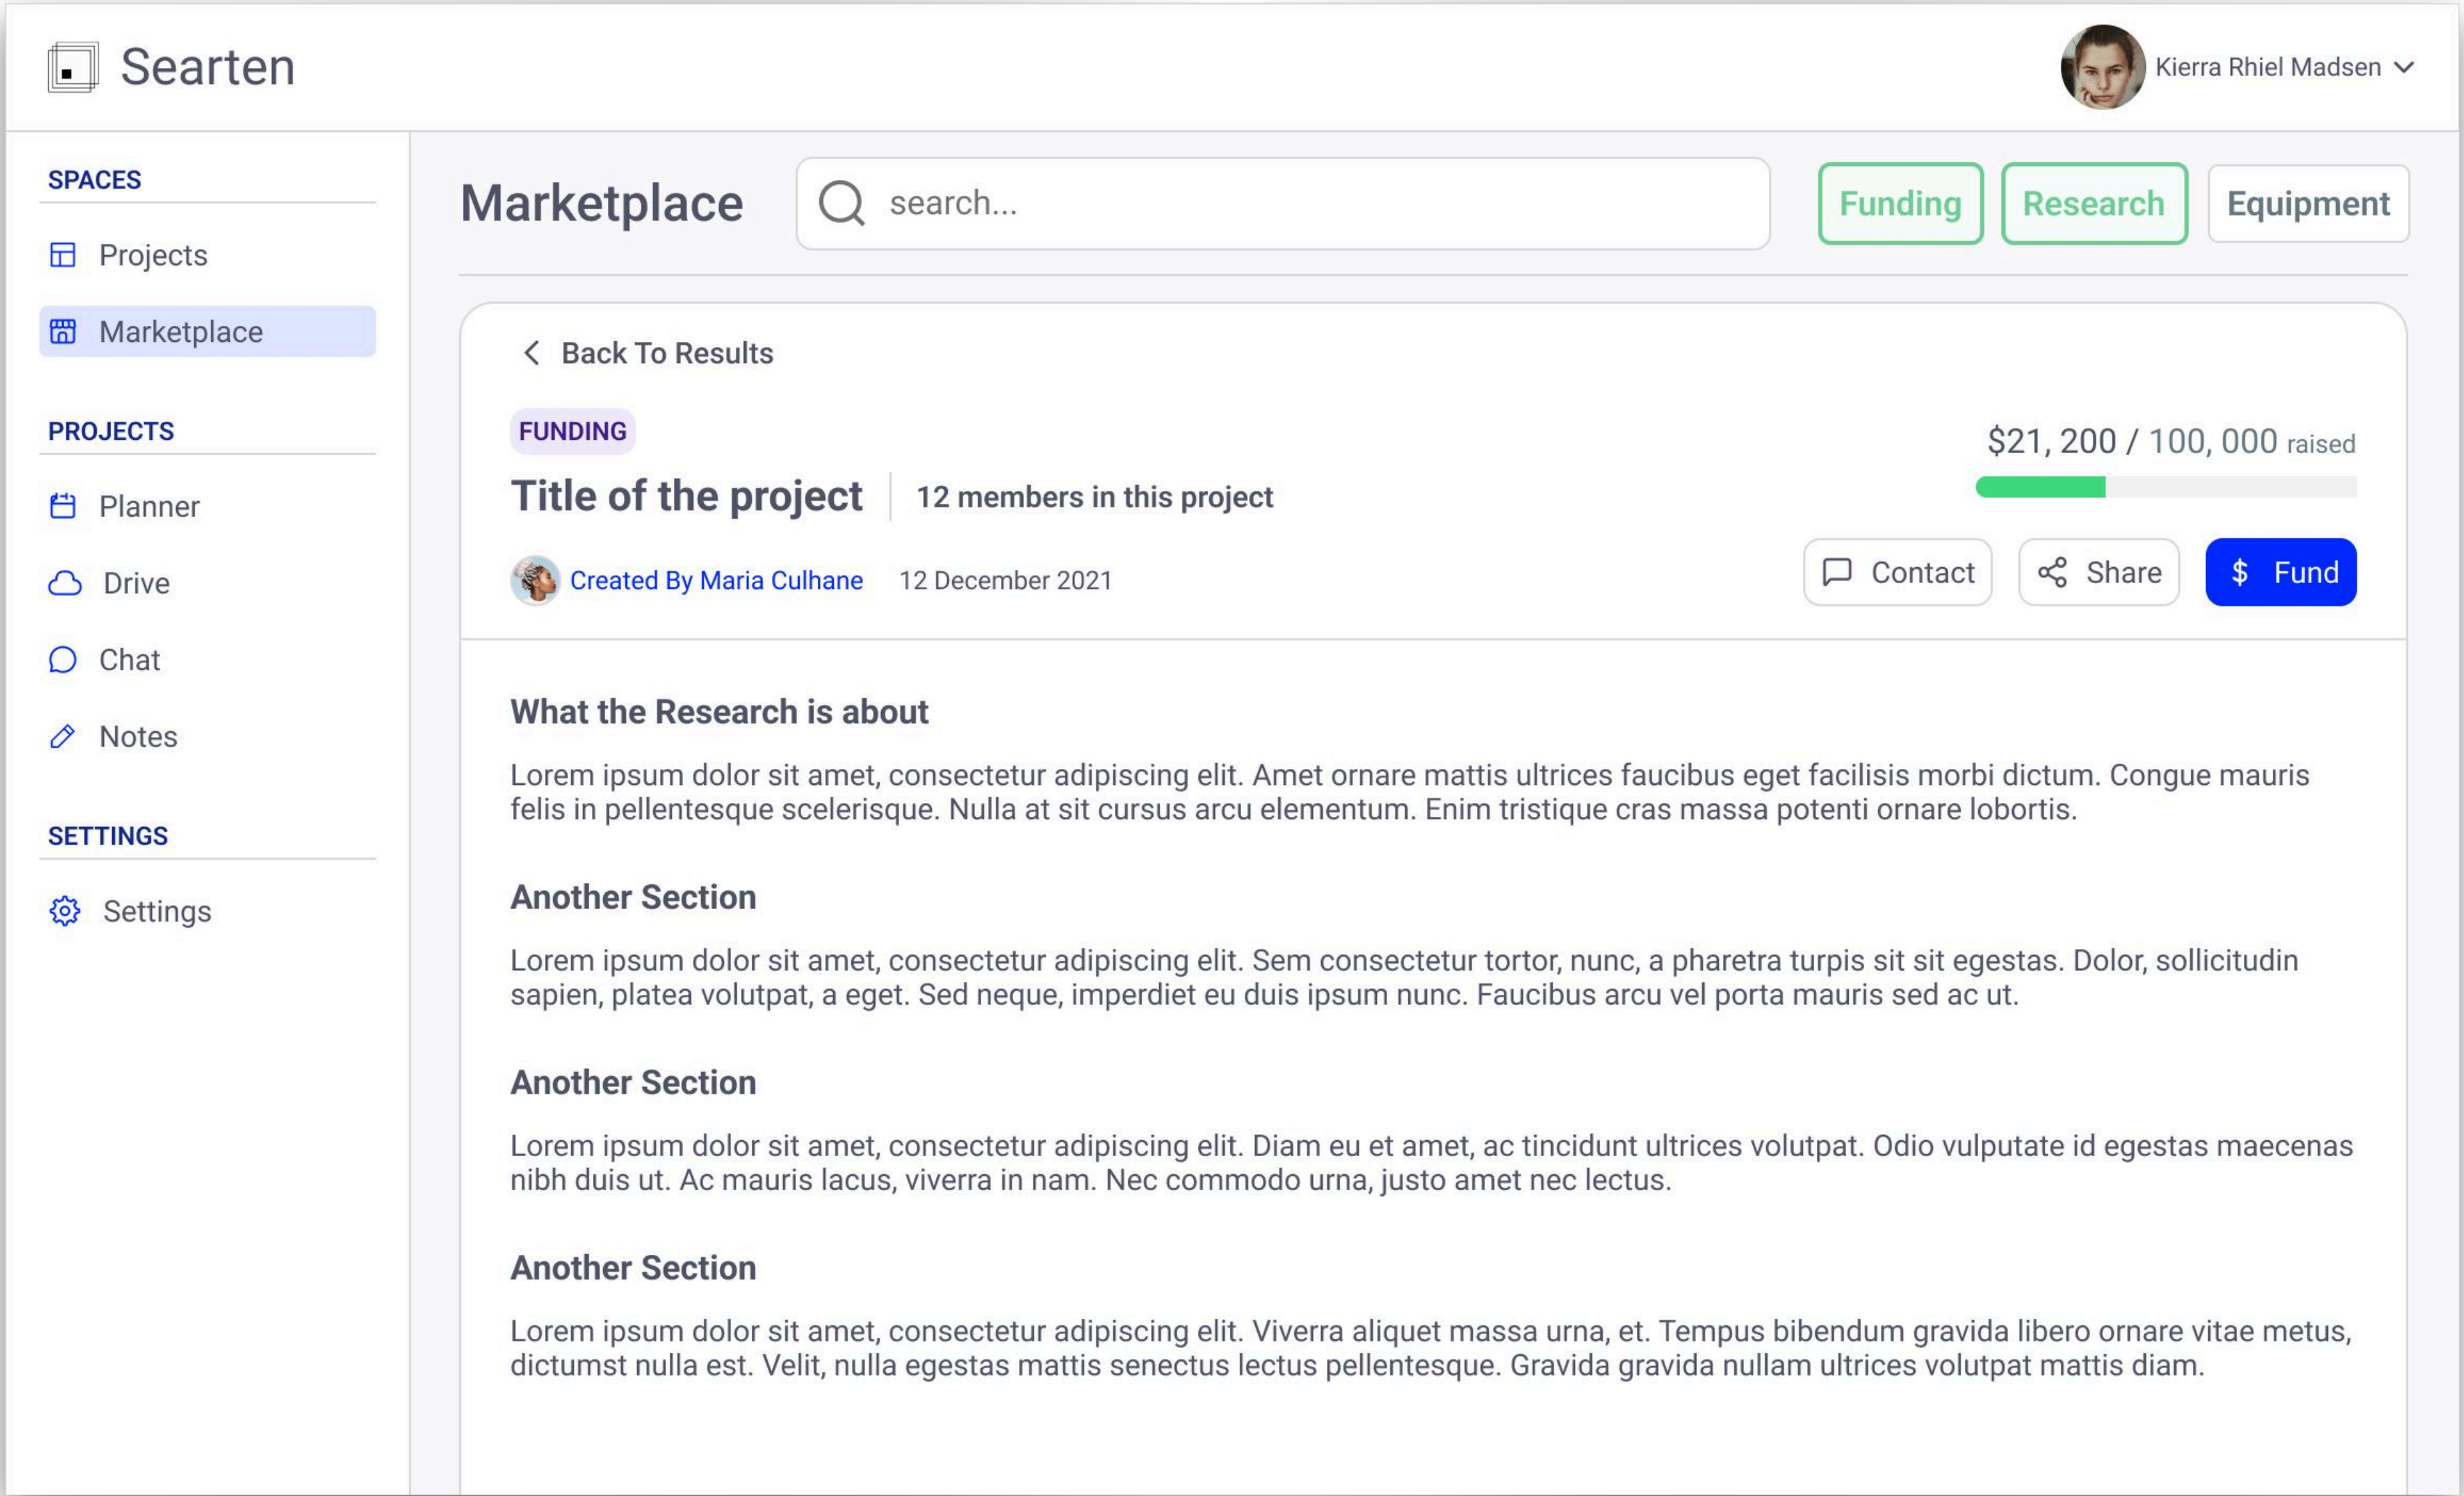 Searten
Kierra Rhiel Madsen
SPACES
Projects
Marketplace
PROJECTS
Planner
Drive
Chat
Notes
SETTINGS
Settings
Marketplace
search...
Funding
Research
Equipment
Back To Results
FUNDING
Title of the project
12 members in this project
Created By Maria Culhane
12 December 2021
$21, 200 / 100, 000 raised
Contact
Share
$ Fund
What the Research is about
Lorem ipsum dolor sit amet, consectetur adipiscing elit. Amet ornare mattis ultrices faucibus eget facilisis morbi dictum. Congue mauris
felis in pellentesque scelerisque. Nulla at sit cursus arcu elementum. Enim tristique cras massa potenti ornare lobortis.
Another Section
Lorem ipsum dolor sit amet, consectetur adipiscing elit. Sem consectetur tortor, nunc, a pharetra turpis sit sit egestas. Dolor, sollicitudin
sapien, platea volutpat, a eget. Sed neque, imperdiet eu duis ipsum nunc. Faucibus arcu vel porta mauris sed ac ut.
Another Section
Lorem ipsum dolor sit amet, consectetur adipiscing elit. Diam eu et amet, ac tincidunt ultrices volutpat. Odio vulputate id egestas maecenas
nibh duis ut. Ac mauris lacus, viverra in nam. Nec commodo urna, justo amet nec lectus.
Another Section
Lorem ipsum dolor sit amet, consectetur adipiscing elit. Viverra aliquet massa urna, et. Tempus bibendum gravida libero ornare vitae metus,
dictumst nulla est. Velit, nulla egestas mattis senectus lectus pellentesque. Gravida gravida nullam ultrices volutpat mattis diam.